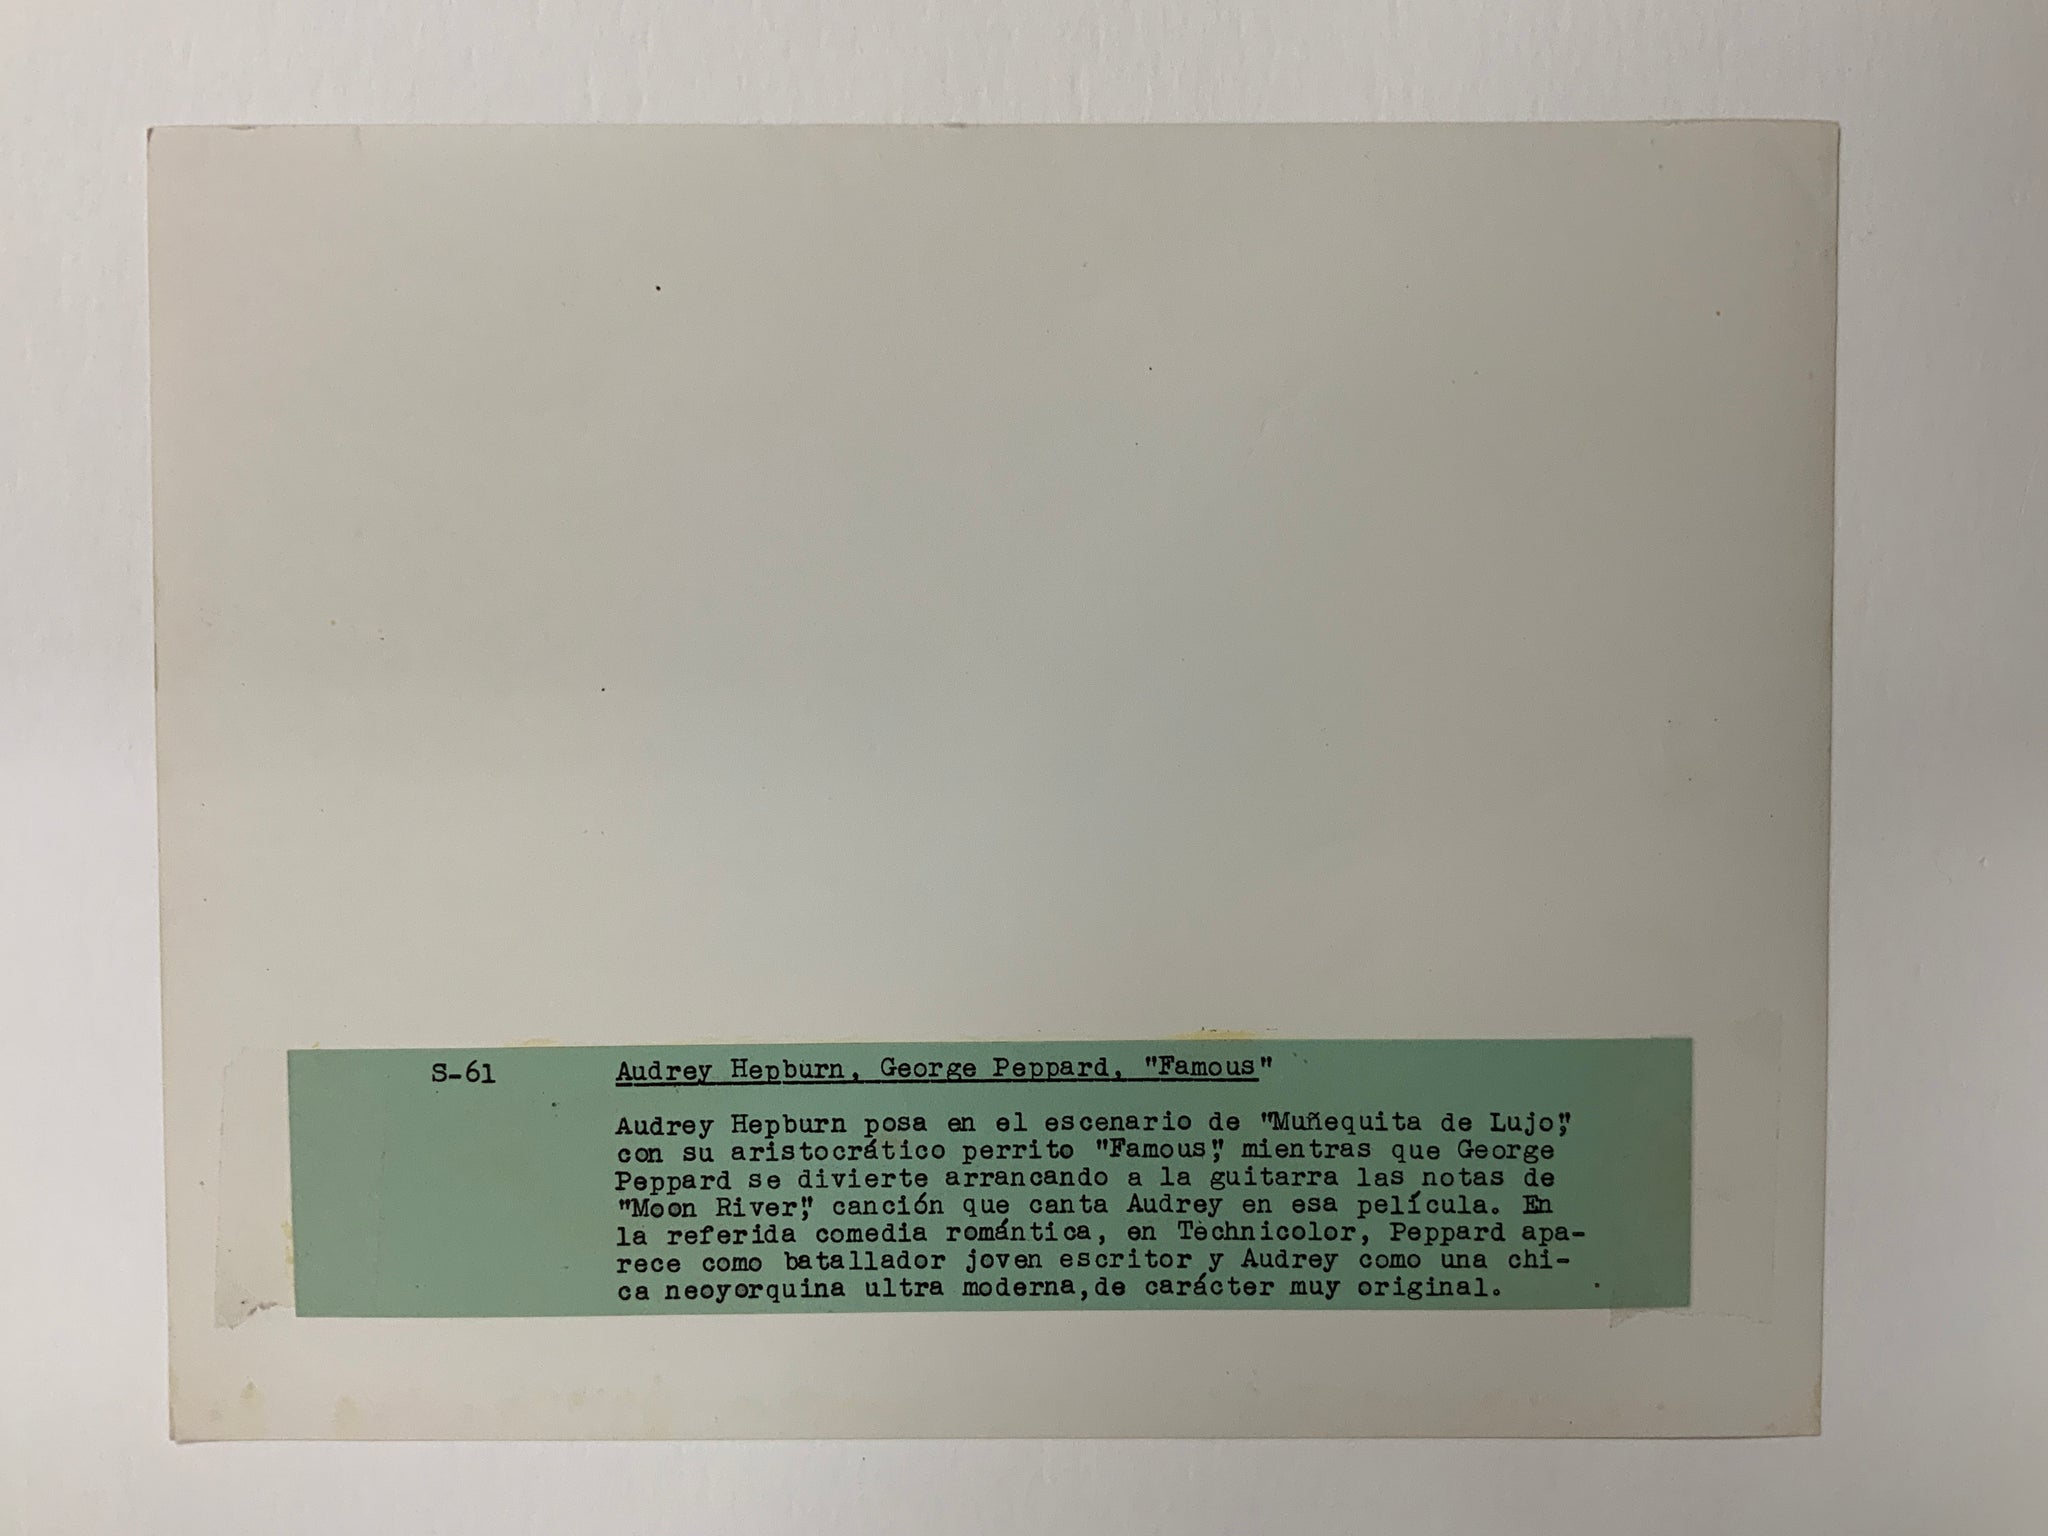 S-61 Audrey Hepburn, George Peppard, "Famous"
Audrey Hepburn posa en el escenario de "Muñequita de Lujo",
con su aristocrático perrito "Famous", mientras que George
Peppard se divierte arrancando a la guitarra las notas de
"Moon River", canción que canta Audrey en esa película. En
la referida comedia romántica, en Technicolor, Peppard apa-
rece como batallador joven escritor y Audrey como una chi-
ca neoyorquina ultra moderna,de carácter muy original.